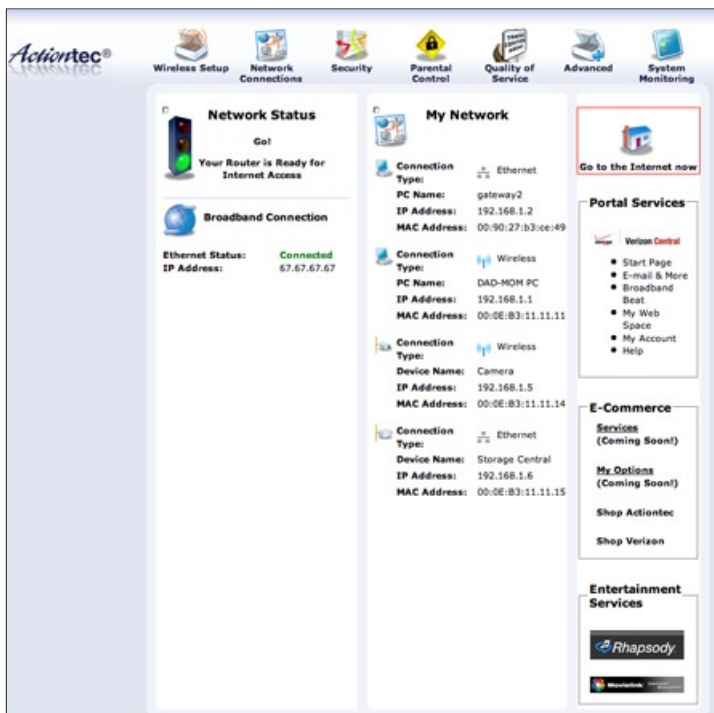 Actiontec®
Wireless Setup
Network Connections
Security
Parental Control
Quality of Service
Advanced
System Monitoring
Network Status
Go!
Your Router is Ready for
Internet Access
Broadband Connection
Ethernet Status: Connected
IP Address: 67.67.67.67
My Network
Connection Type: Ethernet
PC Name: gateway2
IP Address: 192.168.1.2
MAC Address: 00:90:27:b3:ce:49
Connection Type: Wireless
PC Name: DAD-MOM PC
IP Address: 192.168.1.1
MAC Address: 00:0E:B3:11.11.11
Connection Type: Wireless
Device Name: Camera
IP Address: 192.168.1.5
MAC Address: 00:0E:B3:11.11.14
Connection Type: Ethernet
Device Name: Storage Central
IP Address: 192.168.1.6
MAC Address: 00:0E:B3:11.11.15
Go to the Internet now
Portal Services
Verizon Central
Start Page
E-mail & More
Broadband
Beat
My Web
Space
My Account
Help
E-Commerce
Services
(Coming Soon!)
My Options
(Coming Soon!)
Shop Actiontec
Shop Verizon
Entertainment
Services
Rhapsody
Movielink